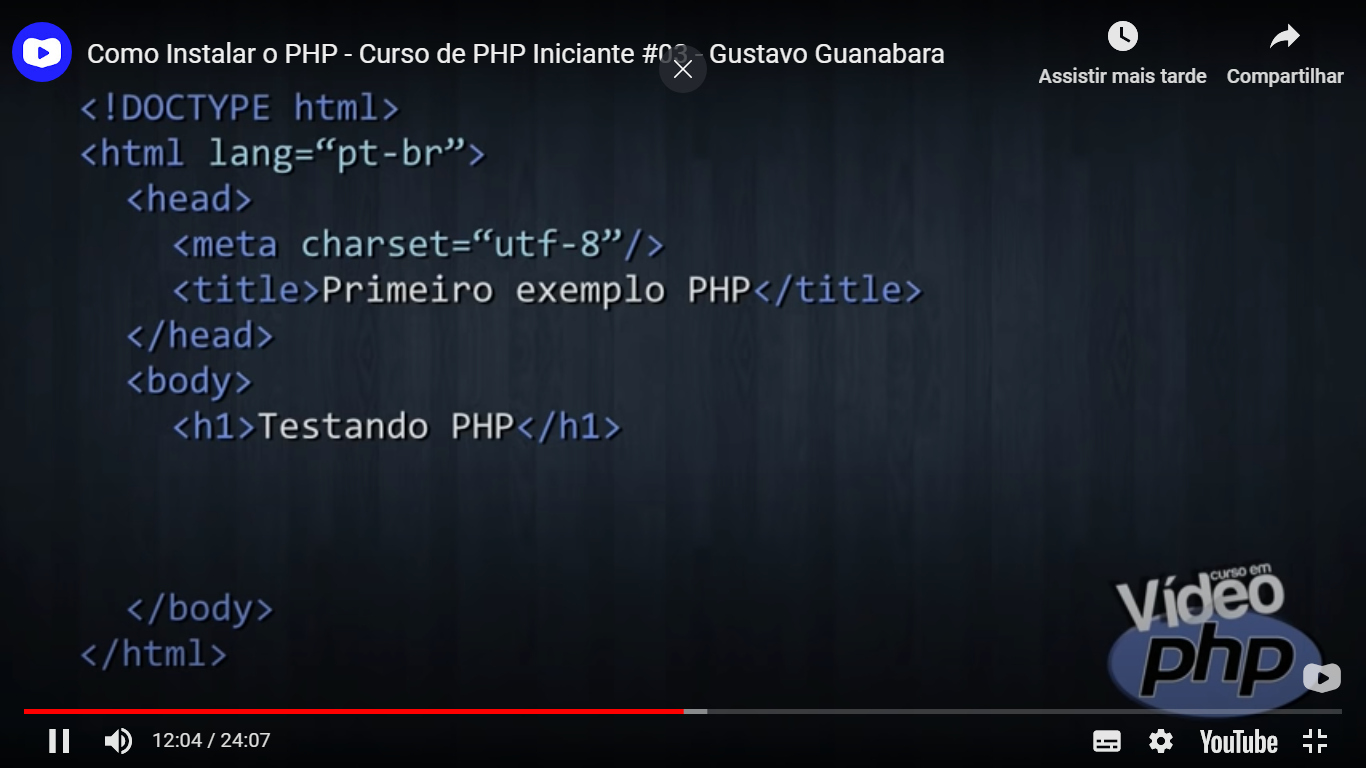 Como Instalar o PHP - Curso de PHP Iniciante #03 - Gustavo Guanabara
Assistir mais tarde
Compartilhar
<!DOCTYPE html>
<html lang=“pt-br”>
<head>
<meta charset=“utf-8”/>
<title>Primeiro exemplo PHP</title>
</head>
<body>
<h1>Testando PHP</h1>
</body>
</html>
curso em
Vídeo
php
12:04 / 24:07
YouTube